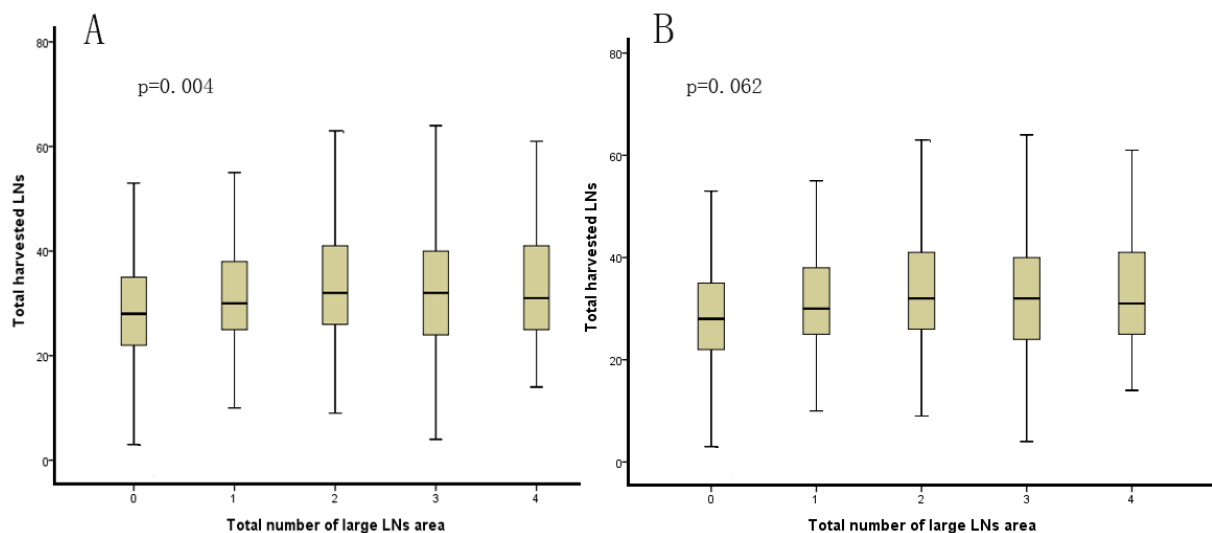 A
p=0.004
Total harvested LNs
80
60
40
20
0
0 1 2 3 4
Total number of large LNs area
B
p=0.062
Total harvested LNs
80
60
40
20
0
0 1 2 3 4
Total number of large LNs area